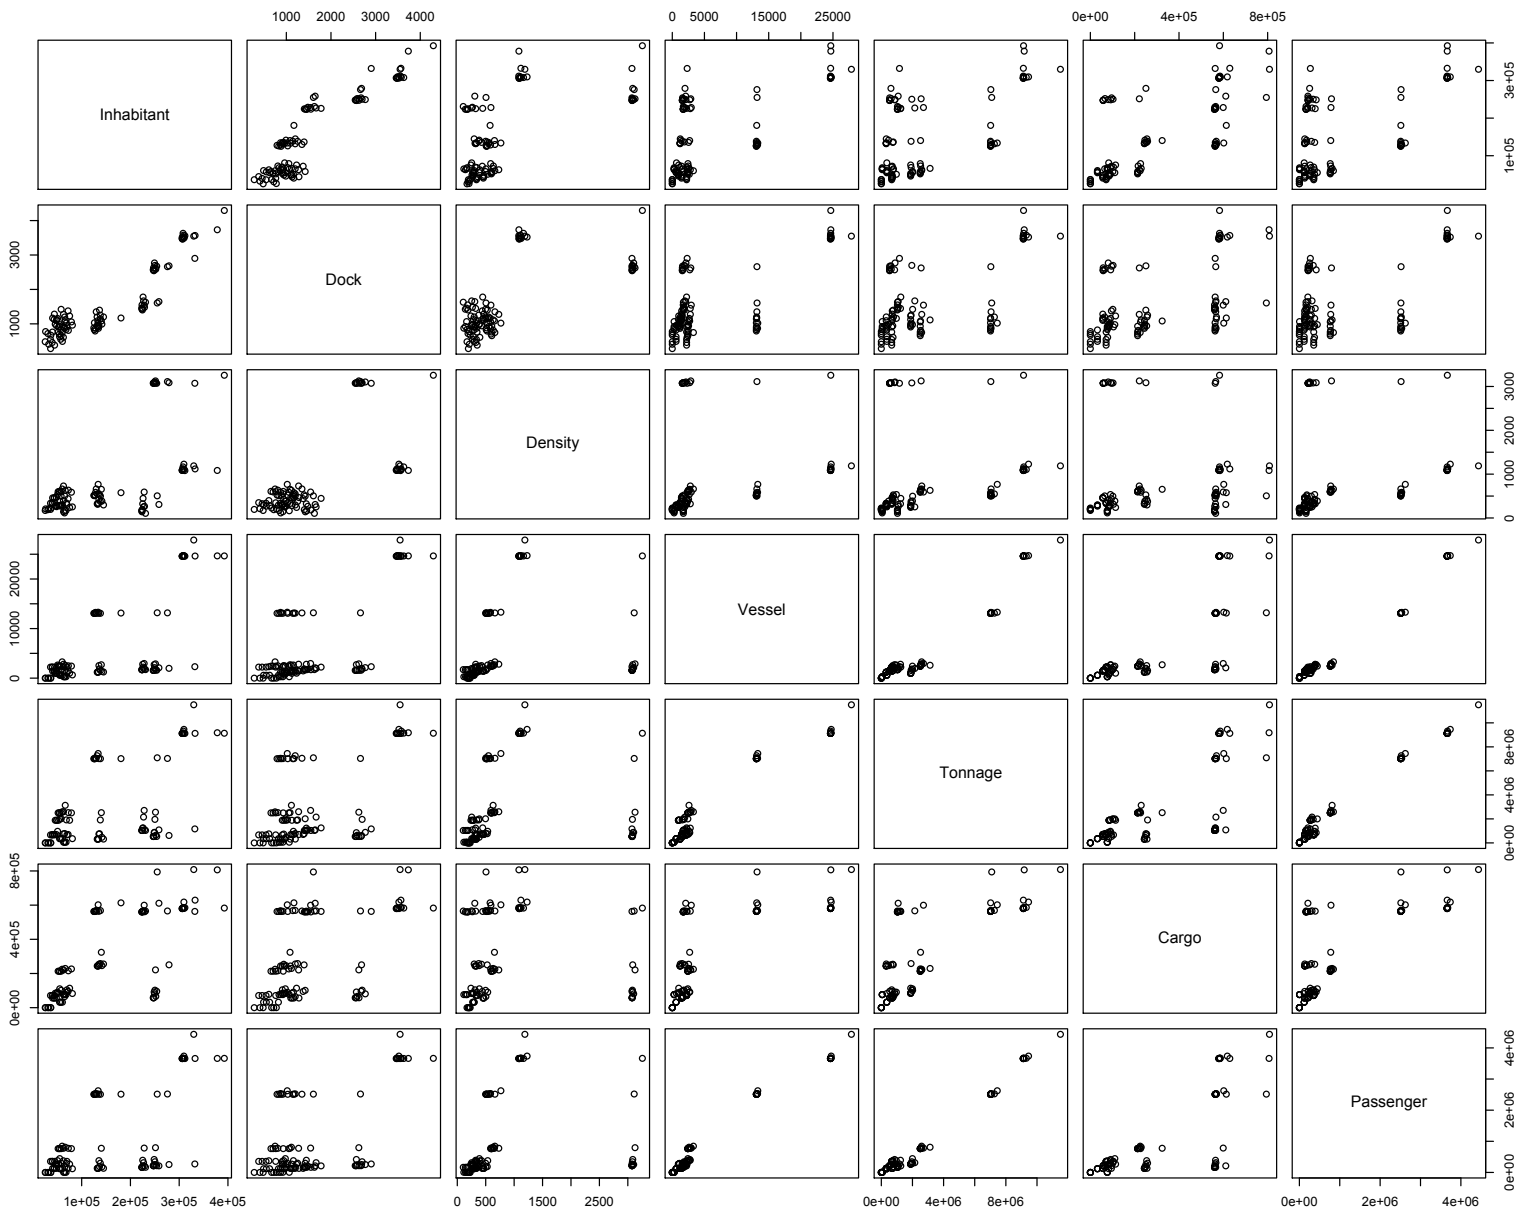 1000 2000 3000 4000
0 5000 15000 25000
0e+00 4e+05 8e+05
Inhabitant
1e+05 3e+05
1000 3000
Dock
Density
0 1000 2000 3000
0 10000 20000
Vessel
Tonnage
0e+00 4e+06 8e+06
0e+00 4e+05 8e+05
Cargo
Passenger
0e+00 2e+06 4e+06
1e+05 2e+05 3e+05 4e+05
0 500 1500 2500
0e+00 4e+06 8e+06
0e+00 2e+06 4e+06